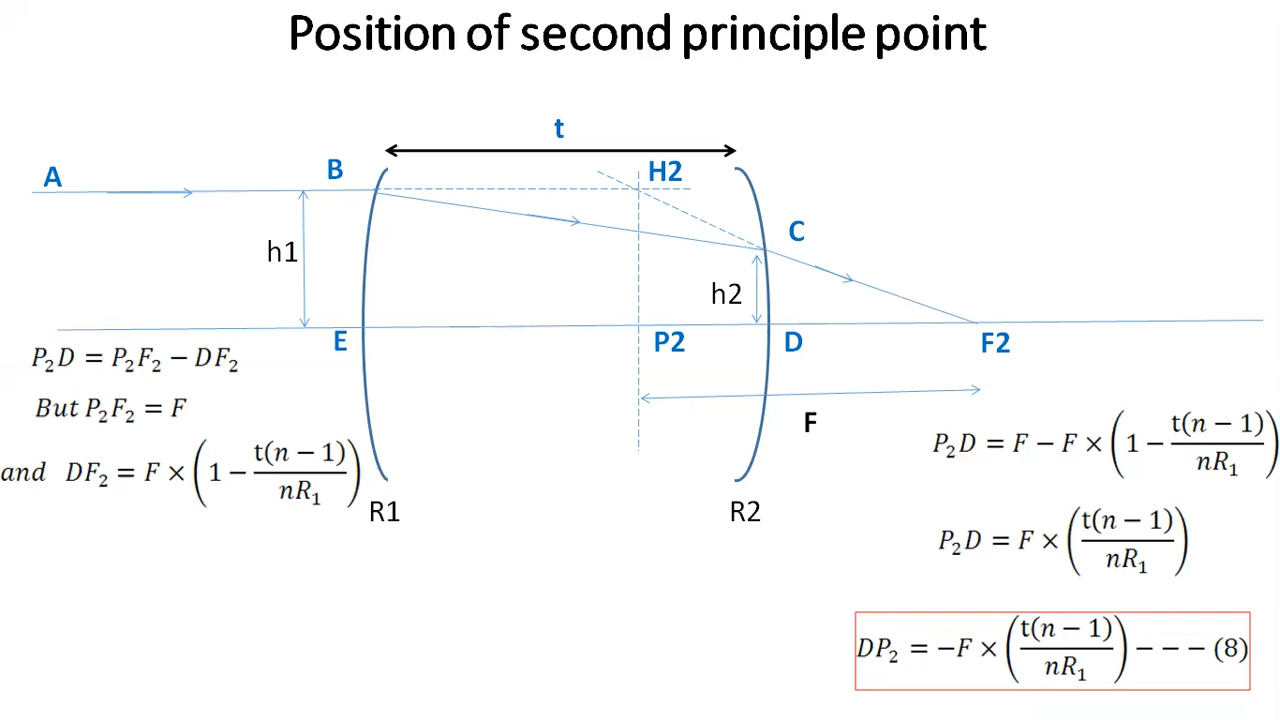 Position of second principle point
t
A
B
H2
C
h1
h2
E
P2
D
F2
F
R1
R2
P₂D = P₂F₂ − DF₂
But P₂F₂ = F
and DF₂ = F × (1 − t(n − 1)/nR₁)
P₂D = F − F × (1 − t(n − 1)/nR₁)
P₂D = F × (t(n − 1)/nR₁)
DP₂ = −F × (t(n − 1)/nR₁) − − − (8)